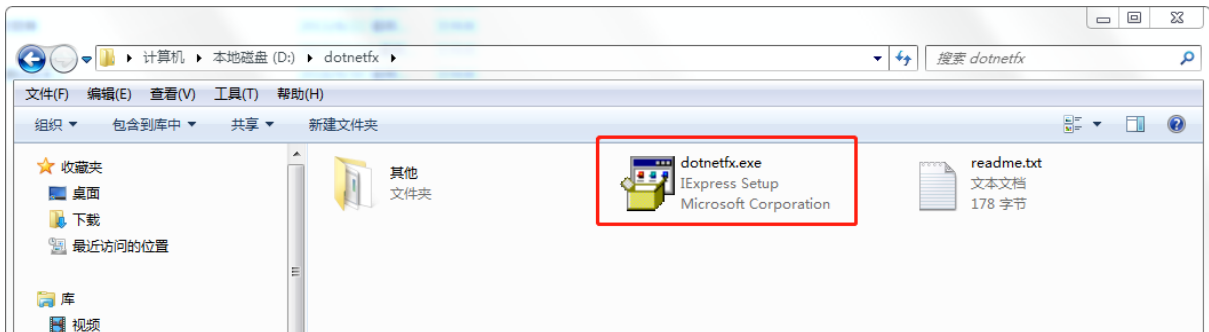 计算机 本地磁盘 (D:) dotnetfx
搜索 dotnetfx
文件(F) 编辑(E) 查看(V) 工具(T) 帮助(H)
组织 包含到库中 共享 新建文件夹
收藏夹
桌面
下载
最近访问的位置
库
视频
其他
文件夹
dotnetfx.exe
IExpress Setup
Microsoft Corporation
readme.txt
文本文档
178 字节